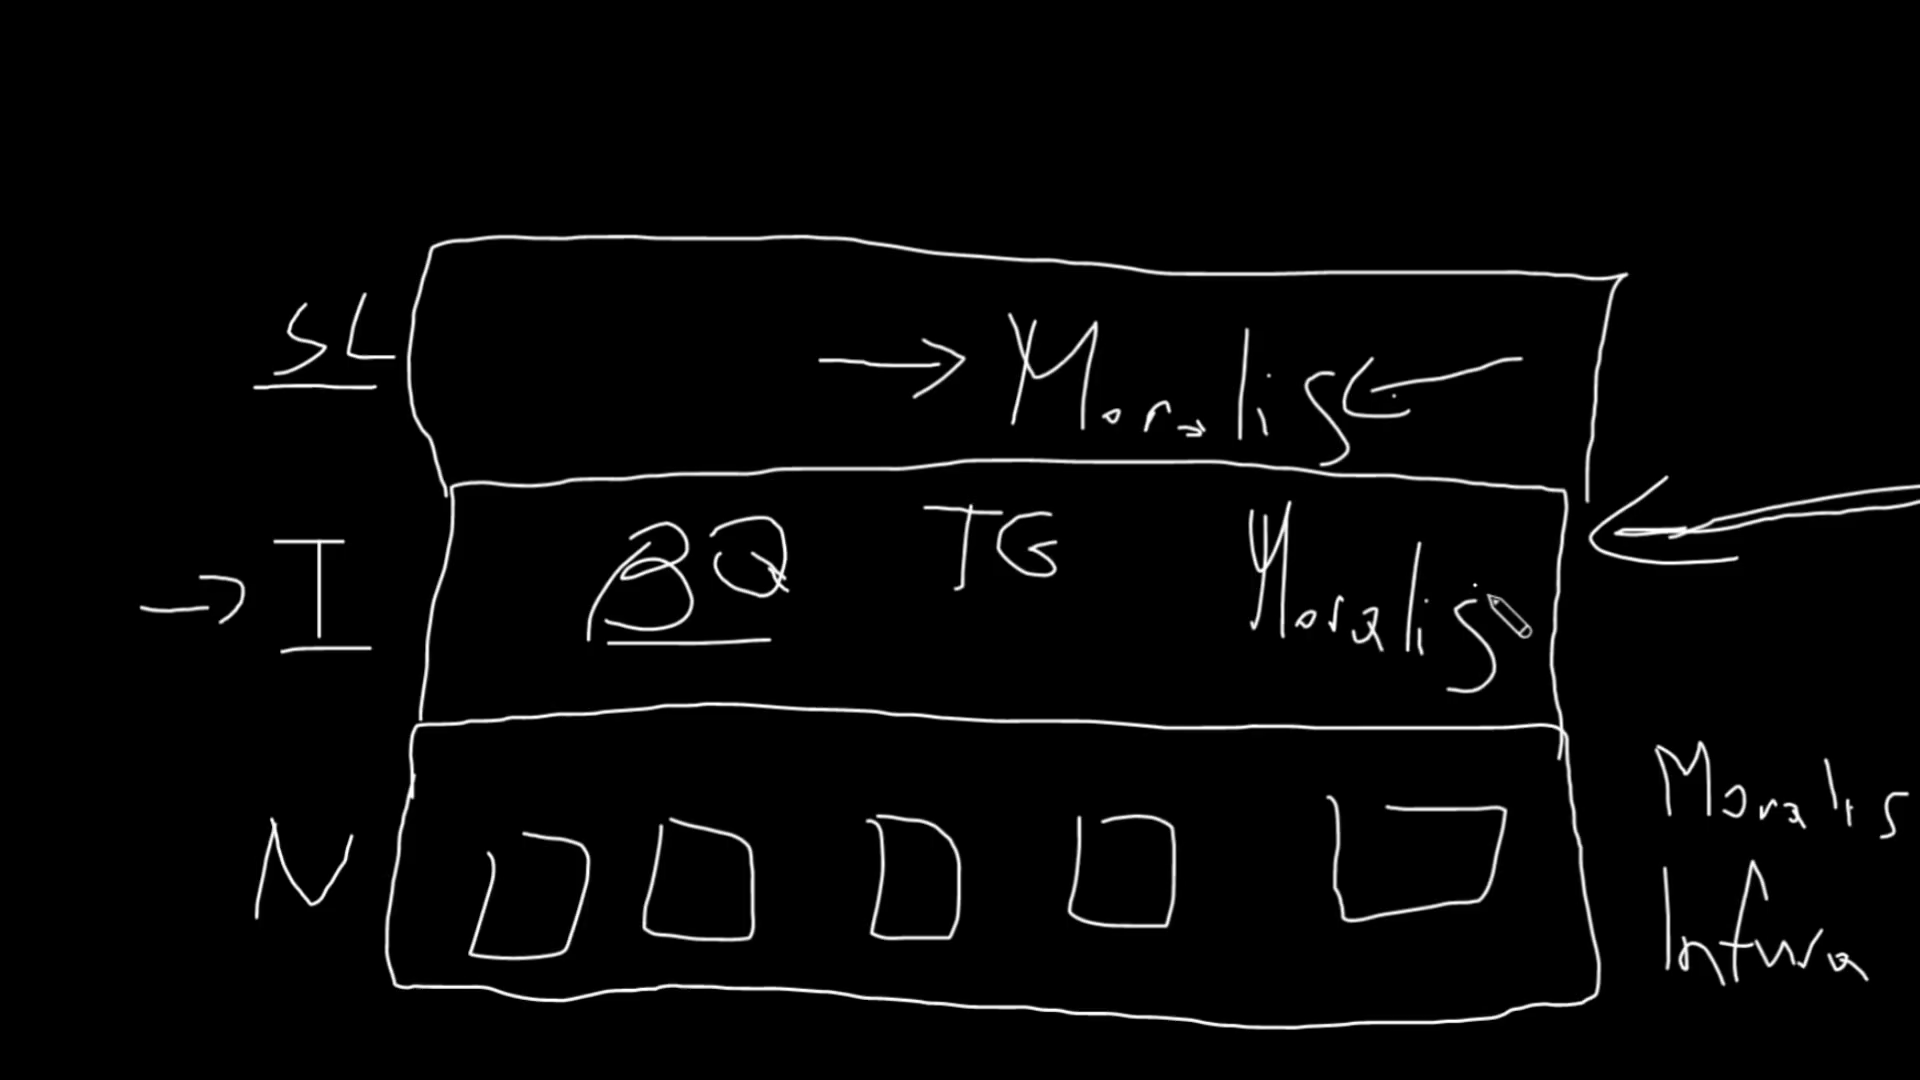 SL
Moralis
I
BQ TG Moralis
N
Moralis
Infura